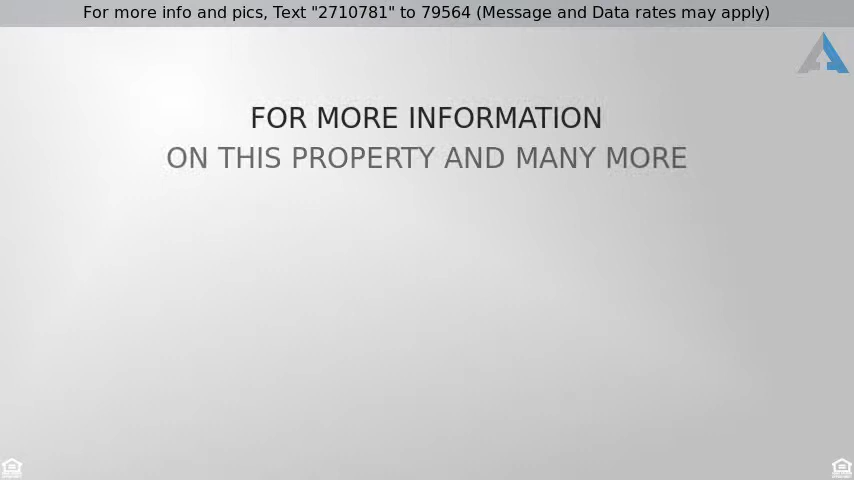 For more info and pics, Text "2710781" to 79564 (Message and Data rates may apply)
FOR MORE INFORMATION
ON THIS PROPERTY AND MANY MORE